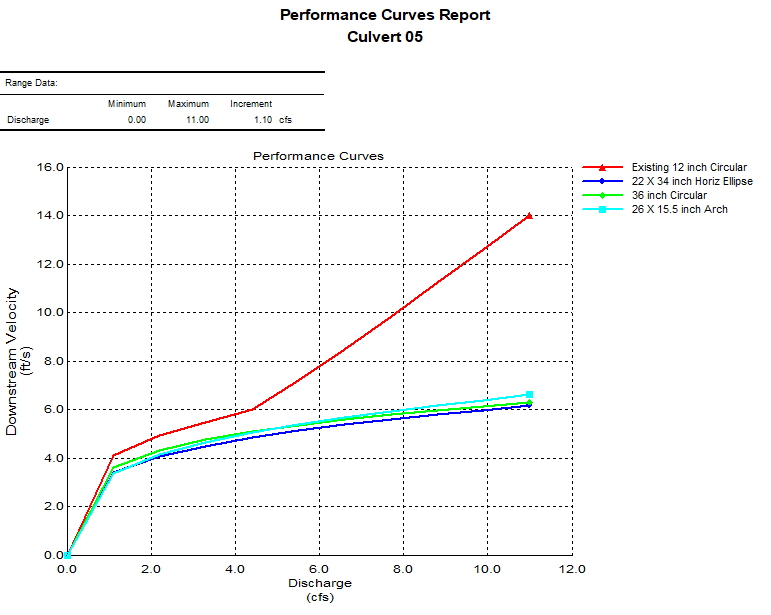 Performance Curves Report
Culvert 05
Range Data:
Minimum Maximum Increment
Discharge 0.00 11.00 1.10 cfs
Performance Curves
Existing 12 inch Circular
22 X 34 inch Horiz Ellipse
36 inch Circular
26 X 15.5 inch Arch
16.0
14.0
12.0
10.0
8.0
6.0
4.0
2.0
0.0
Downstream Velocity
(ft/s)
0.0 2.0 4.0 6.0 8.0 10.0 12.0
Discharge
(cfs)